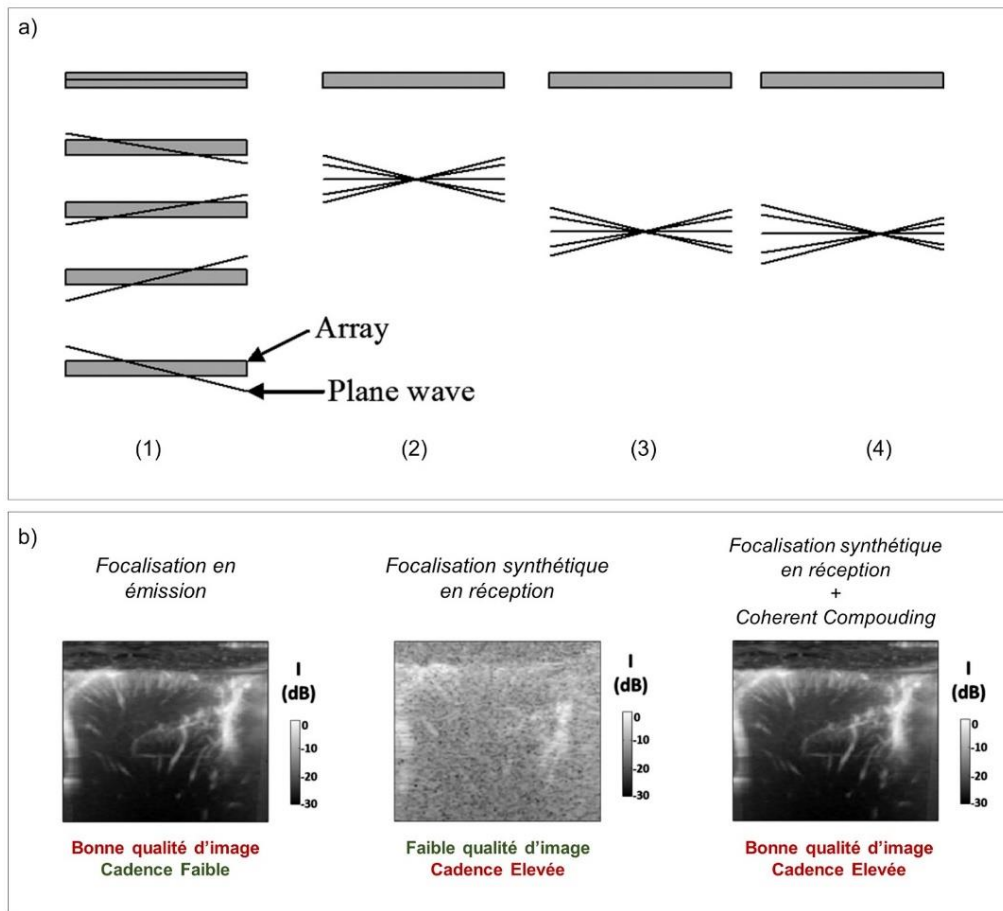 a)
Array
Plane wave
(1)
(2)
(3)
(4)
b)
Focalisation en
émission
I
(dB)
0
-10
-20
-30
Bonne qualité d'image
Cadence Faible
Focalisation synthétique
en réception
I
(dB)
0
-10
-20
-30
Faible qualité d'image
Cadence Elevée
Focalisation synthétique
en réception
+
Coherent Compouding
I
(dB)
0
-10
-20
-30
Bonne qualité d'image
Cadence Elevée